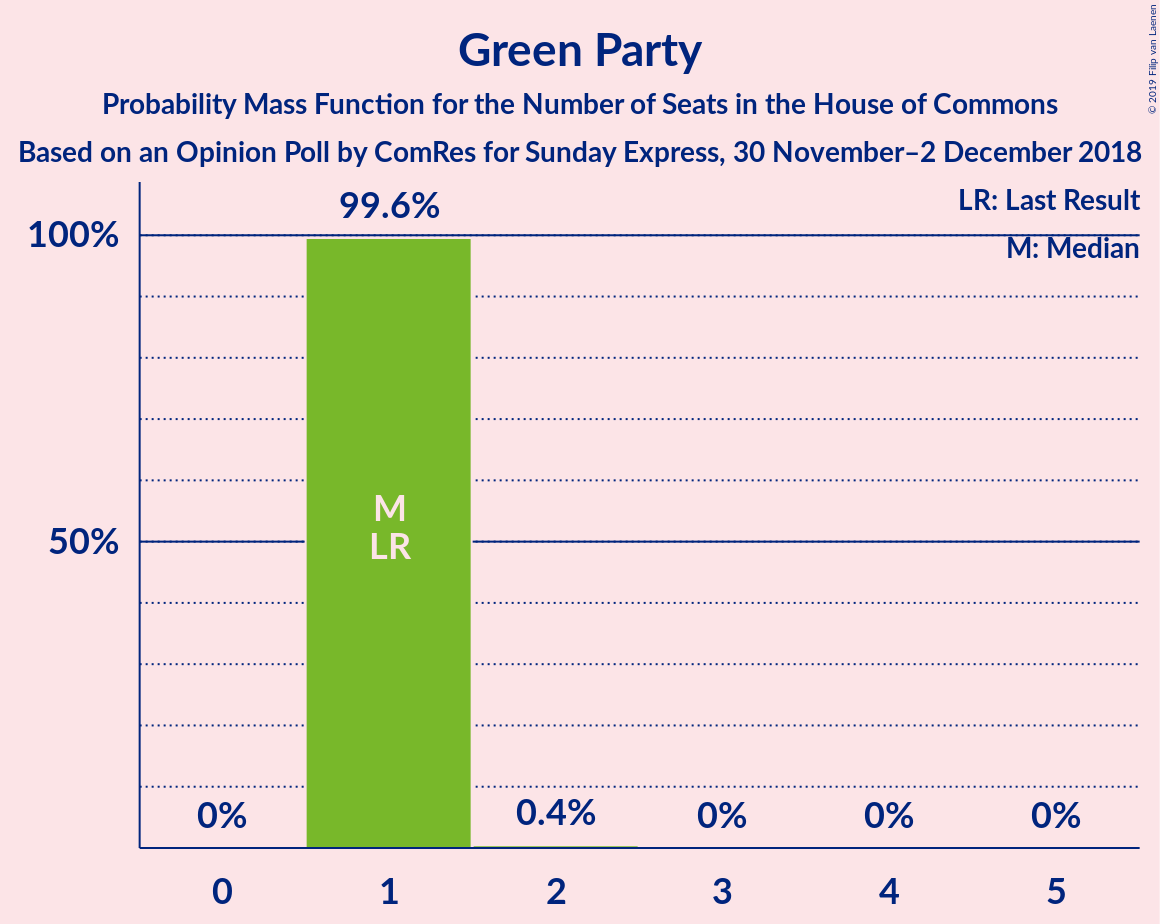 Green Party
Probability Mass Function for the Number of Seats in the House of Commons
Based on an Opinion Poll by ComRes for Sunday Express, 30 November–2 December 2018
© 2019 Filip van Laenen
LR: Last Result
M: Median
99.6%
100%
50%
M
LR
0%
0.4%
0%
0%
0%
0
1
2
3
4
5